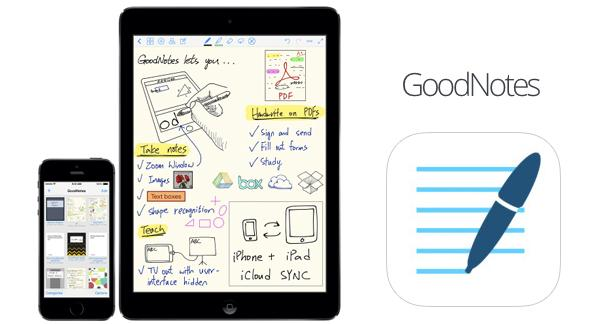 GoodNotes
GoodNotes lets you ...
PDF
Handwrite on PDFs
✓ Sign and send
✓ Fill out forms
✓ Study
Take notes
✓ Zoom Window
✓ Images
✓ Text boxes
✓ Shape recognition
box
Teach
ABC
ABC
✓ TV out with user-
interface hidden
iPhone + iPad
iCloud SYNC
GoodNotes
Edit